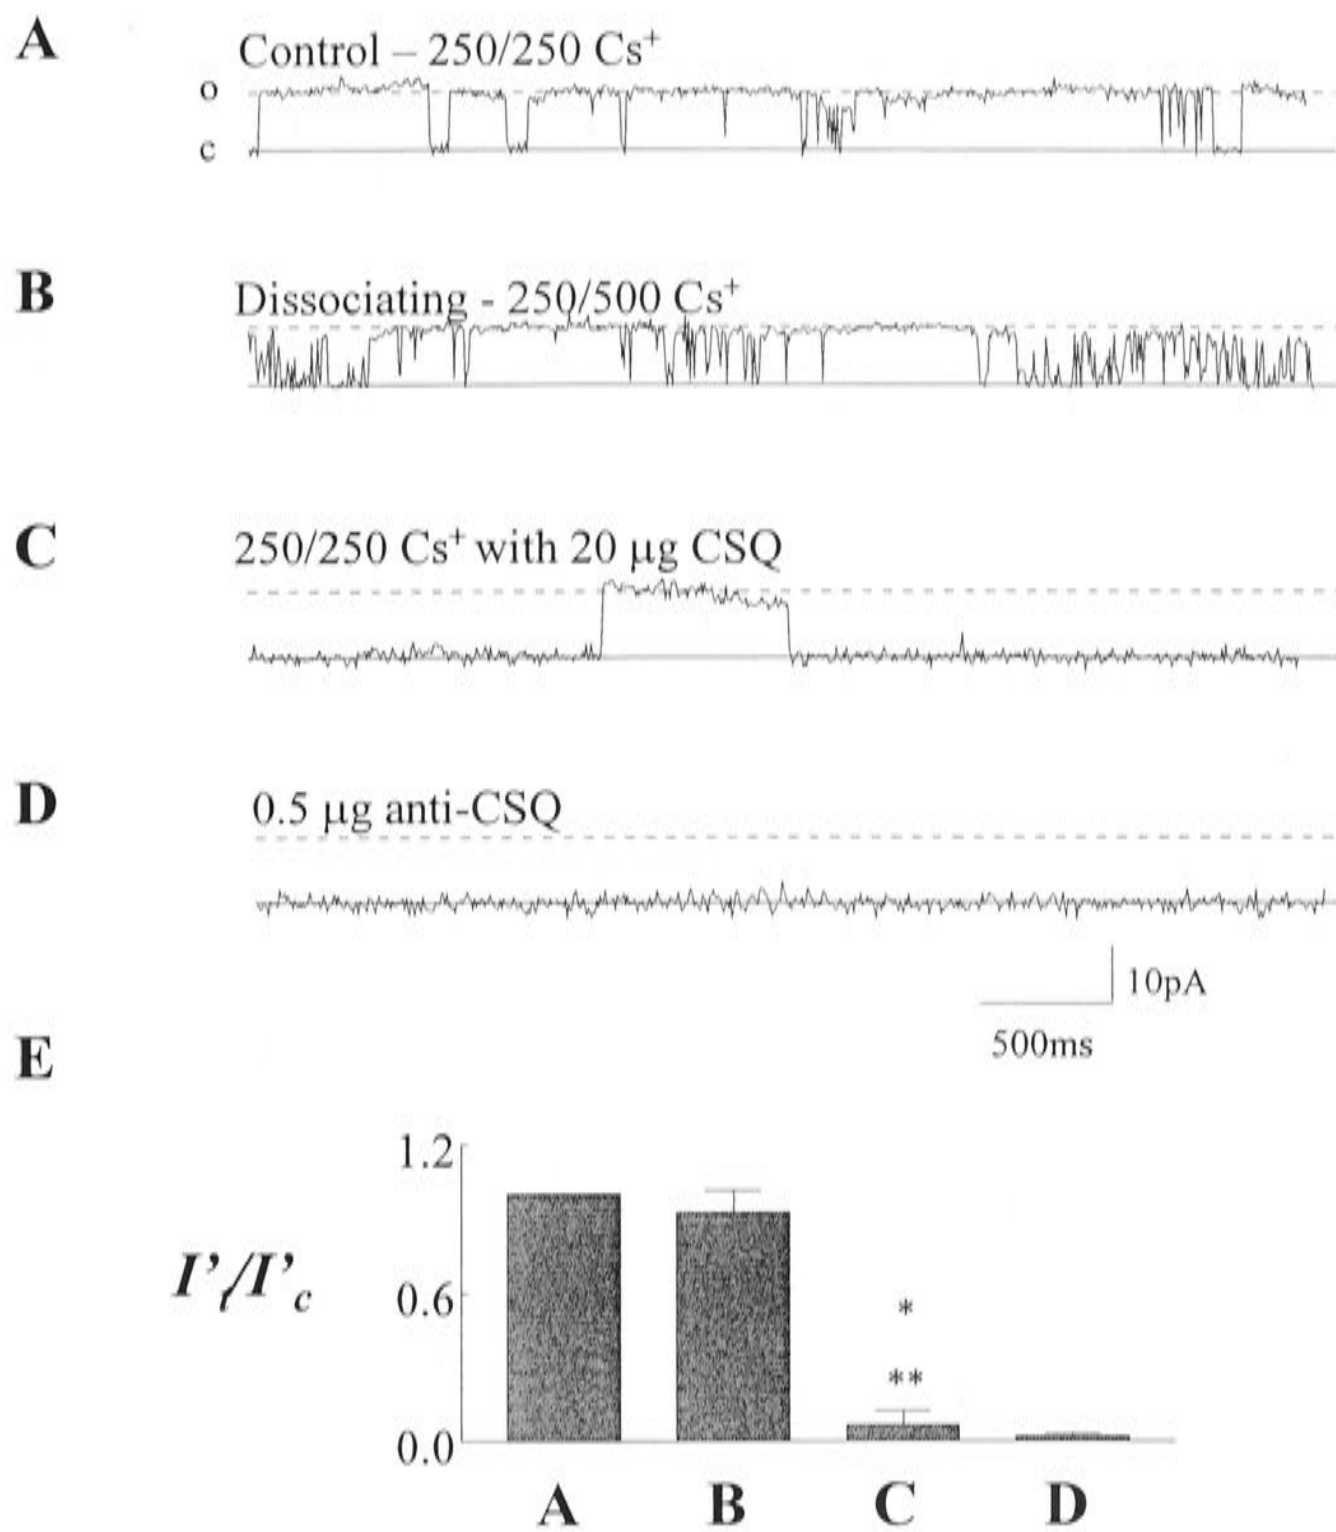 A
Control – 250/250 Cs⁺
o
c
B
Dissociating - 250/500 Cs⁺
C
250/250 Cs⁺ with 20 µg CSQ
D
0.5 µg anti-CSQ
10pA
500ms
E
1.2
I't/I'c
0.6
*
**
0.0
A B C D